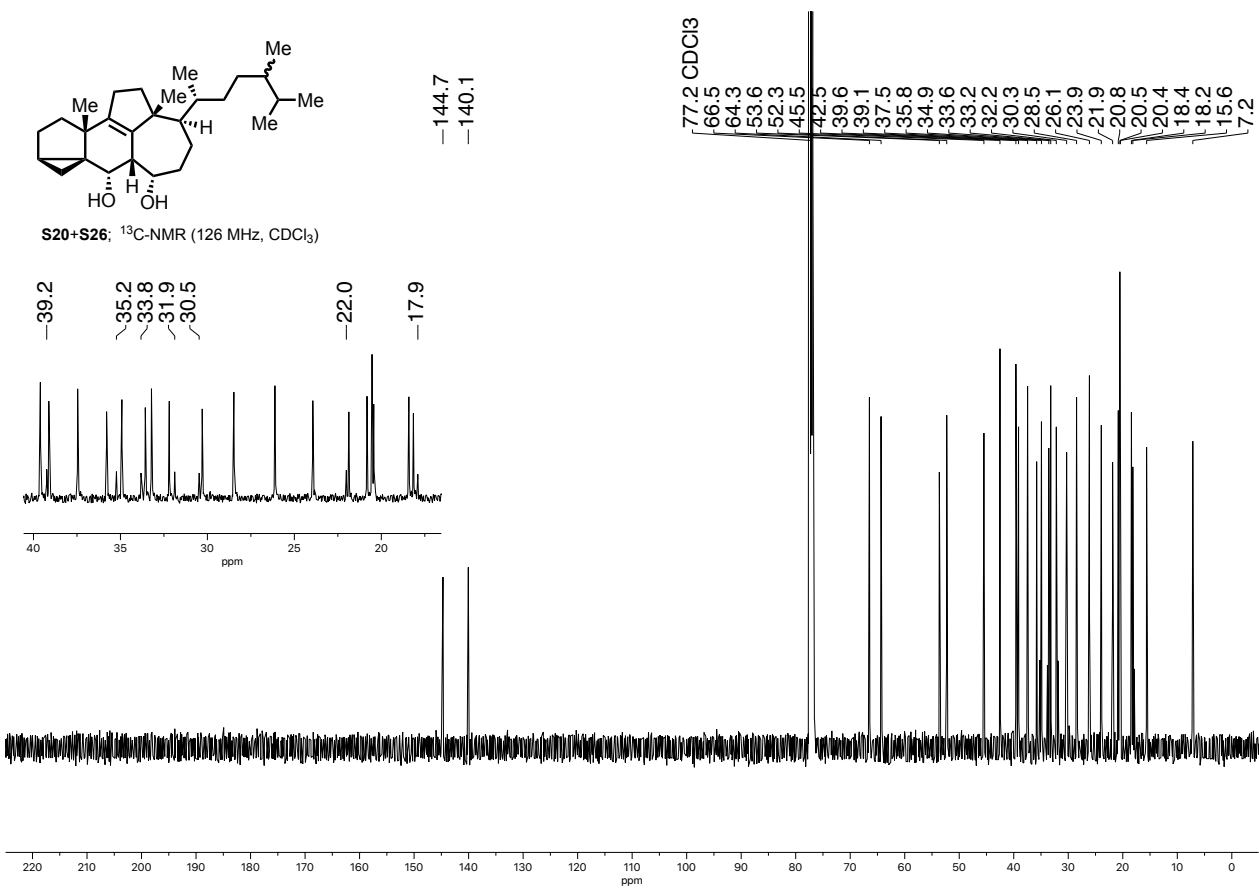 Me
Me
Me
Me
Me
Me
H
H
HO
OH
S20+S26; ¹³C-NMR (126 MHz, CDCl₃)
144.7
140.1
77.2 CDCl3
66.5
64.3
53.6
52.3
45.5
42.5
39.6
39.1
37.5
35.8
34.9
33.6
33.2
32.2
30.3
28.5
26.1
23.9
21.9
20.8
20.5
20.4
18.4
18.2
15.6
7.2
39.2
35.2
33.8
31.9
30.5
22.0
17.9
40 35 30 25 20
ppm
220 210 200 190 180 170 160 150 140 130 120 110 100 90 80 70 60 50 40 30 20 10 0
ppm